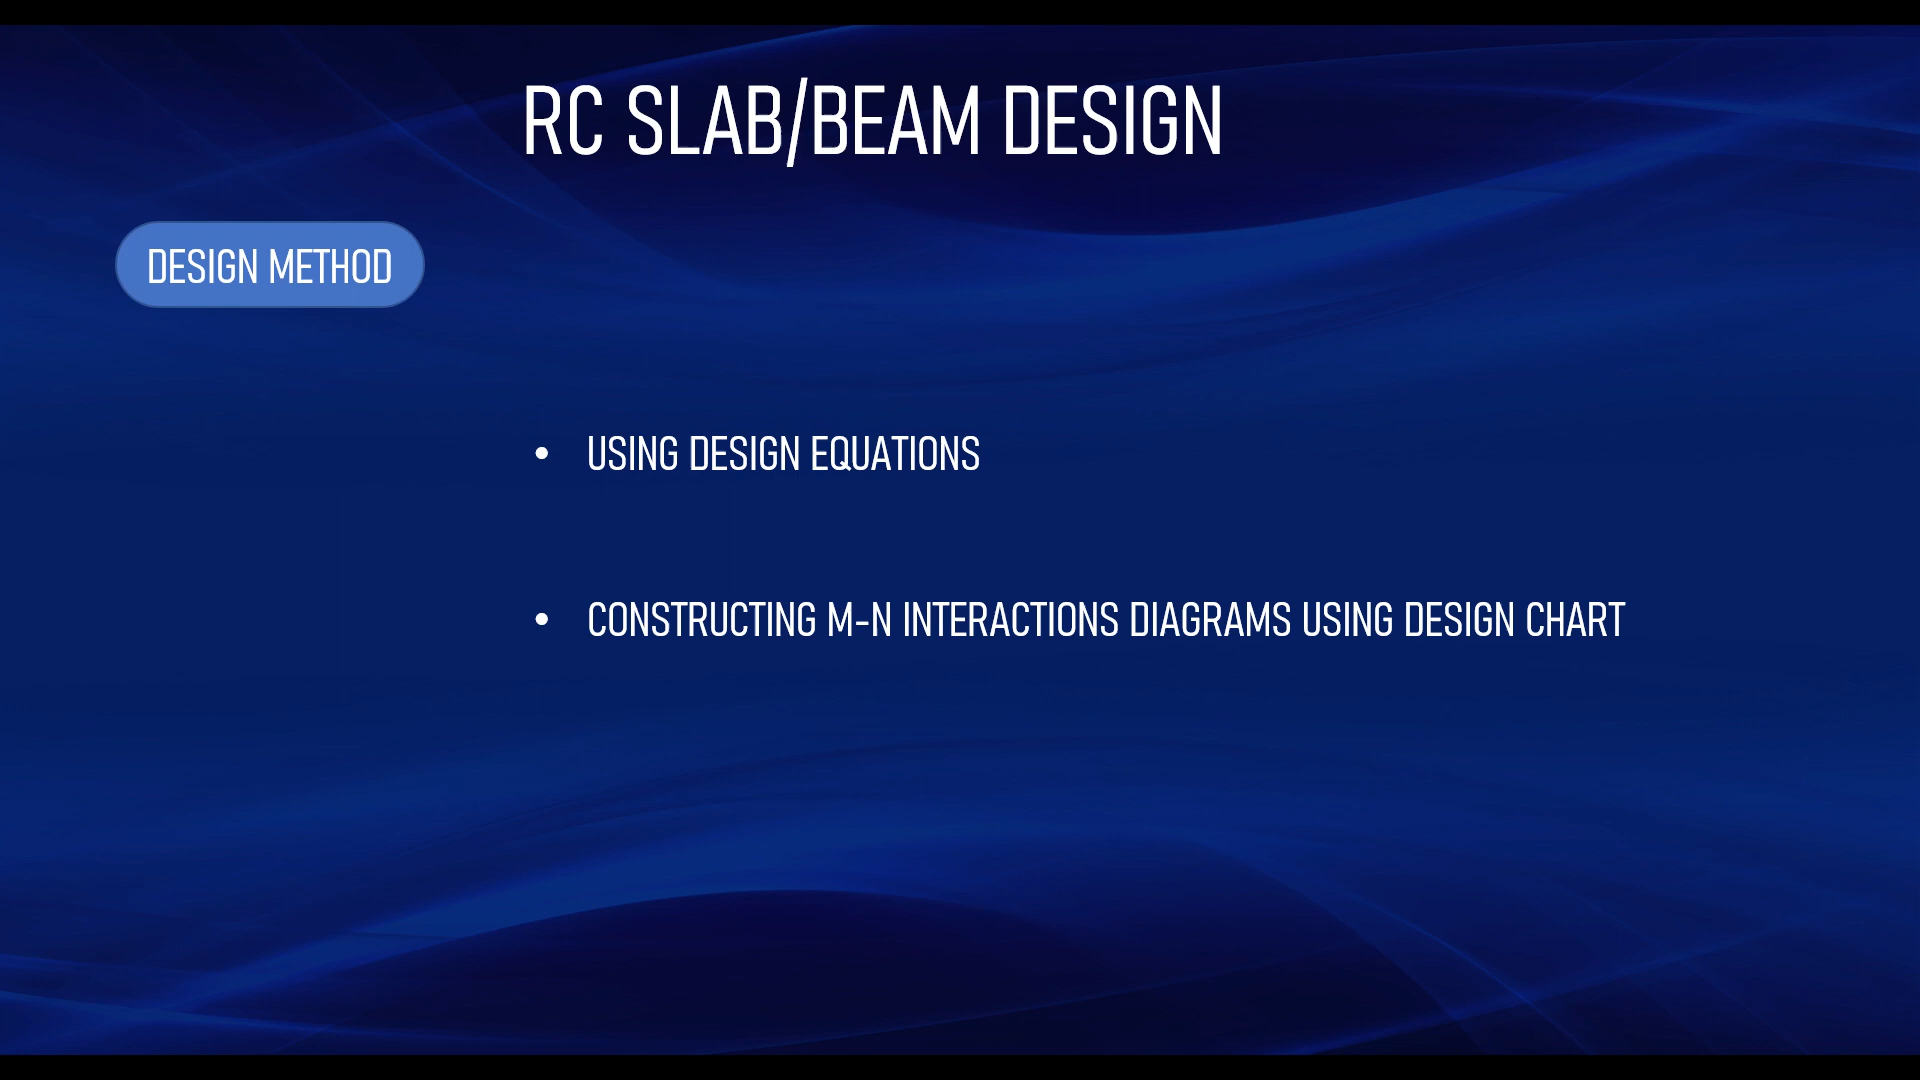 RC SLAB/BEAM DESIGN
DESIGN METHOD
• USING DESIGN EQUATIONS
• CONSTRUCTING M-N INTERACTIONS DIAGRAMS USING DESIGN CHART